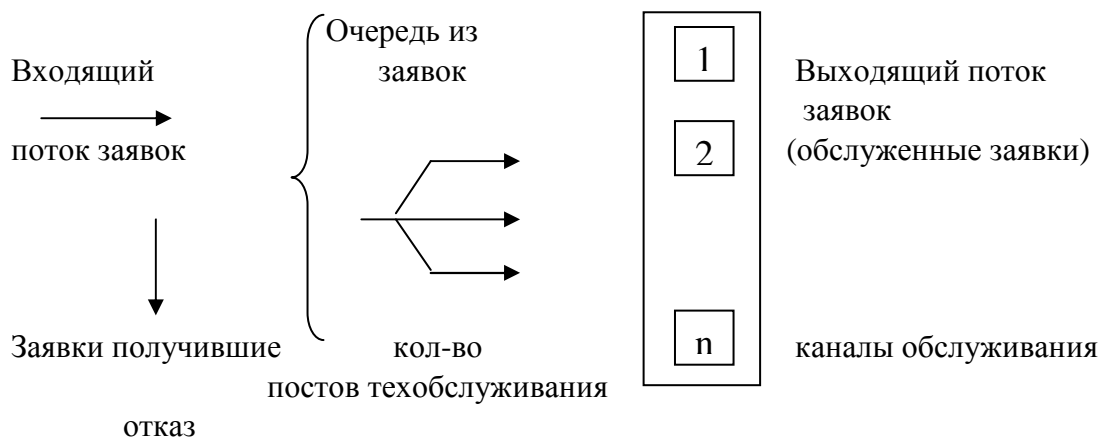 Очередь из
заявок
Входящий
поток заявок
1
2
n
Выходящий поток
заявок
(обслуженные заявки)
Заявки получившие
отказ
кол-во
постов техобслуживания
каналы обслуживания